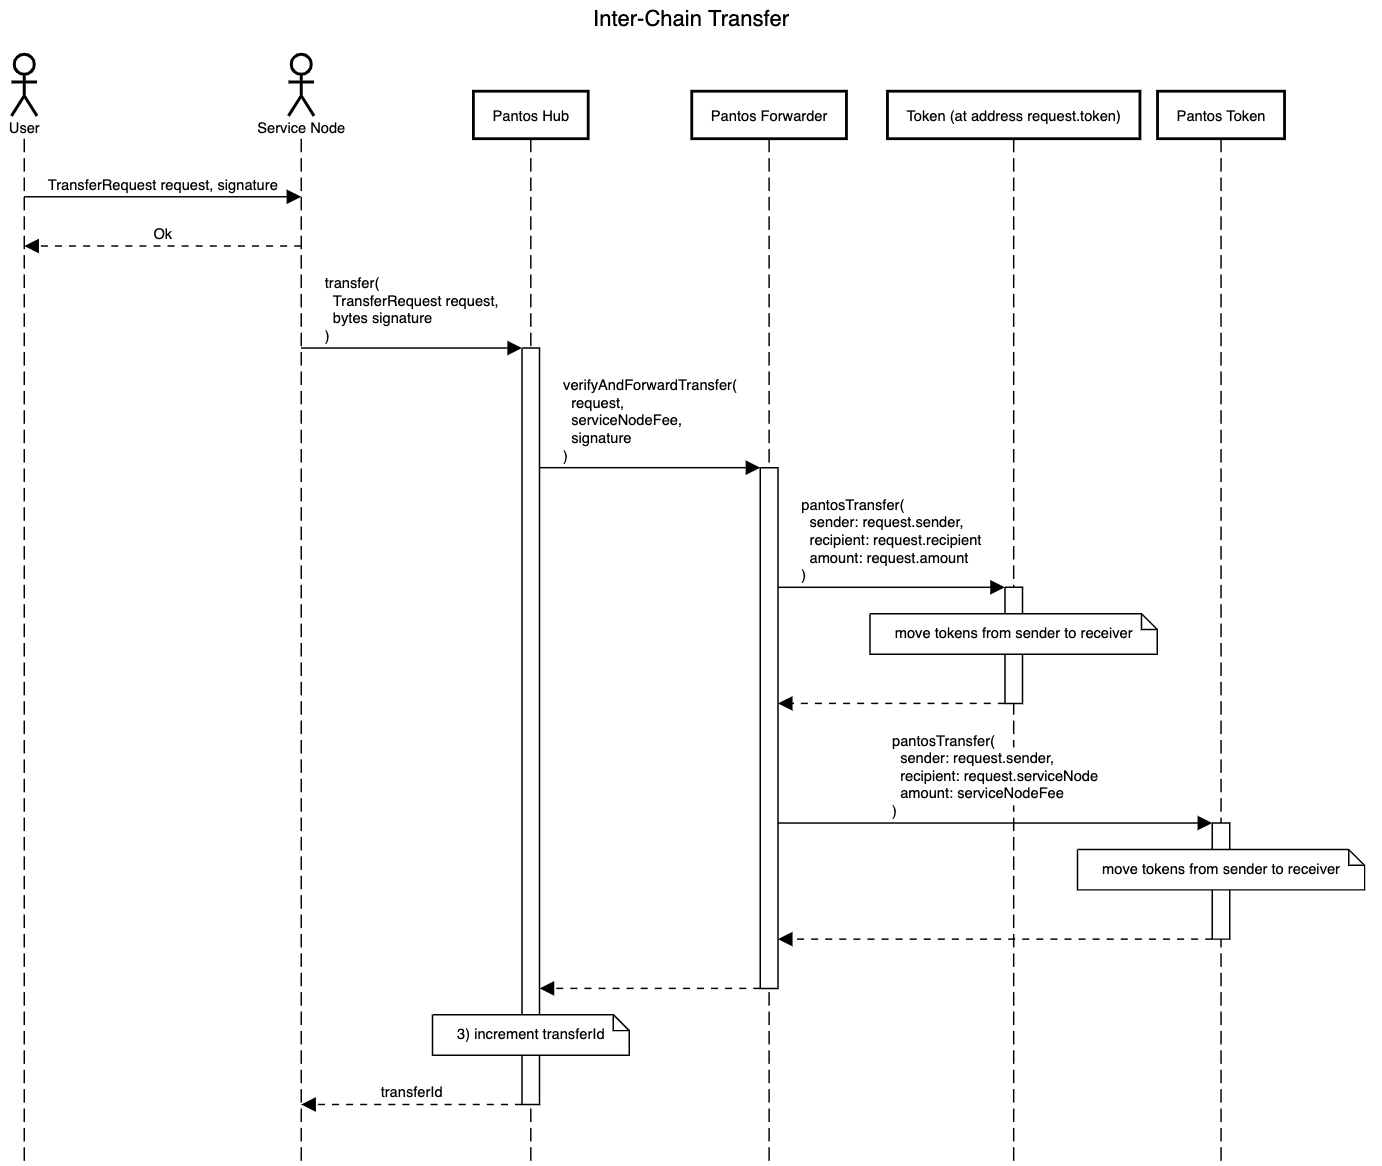 Inter-Chain Transfer
User
Service Node
Pantos Hub
Pantos Forwarder
Token (at address request.token)
Pantos Token
TransferRequest request, signature
Ok
transfer(
TransferRequest request,
bytes signature
)
verifyAndForwardTransfer(
request,
serviceNodeFee,
signature
)
pantosTransfer(
sender: request.sender,
recipient: request.recipient
amount: request.amount
)
move tokens from sender to receiver
pantosTransfer(
sender: request.sender,
recipient: request.serviceNode
amount: serviceNodeFee
)
move tokens from sender to receiver
3) increment transferId
transferId